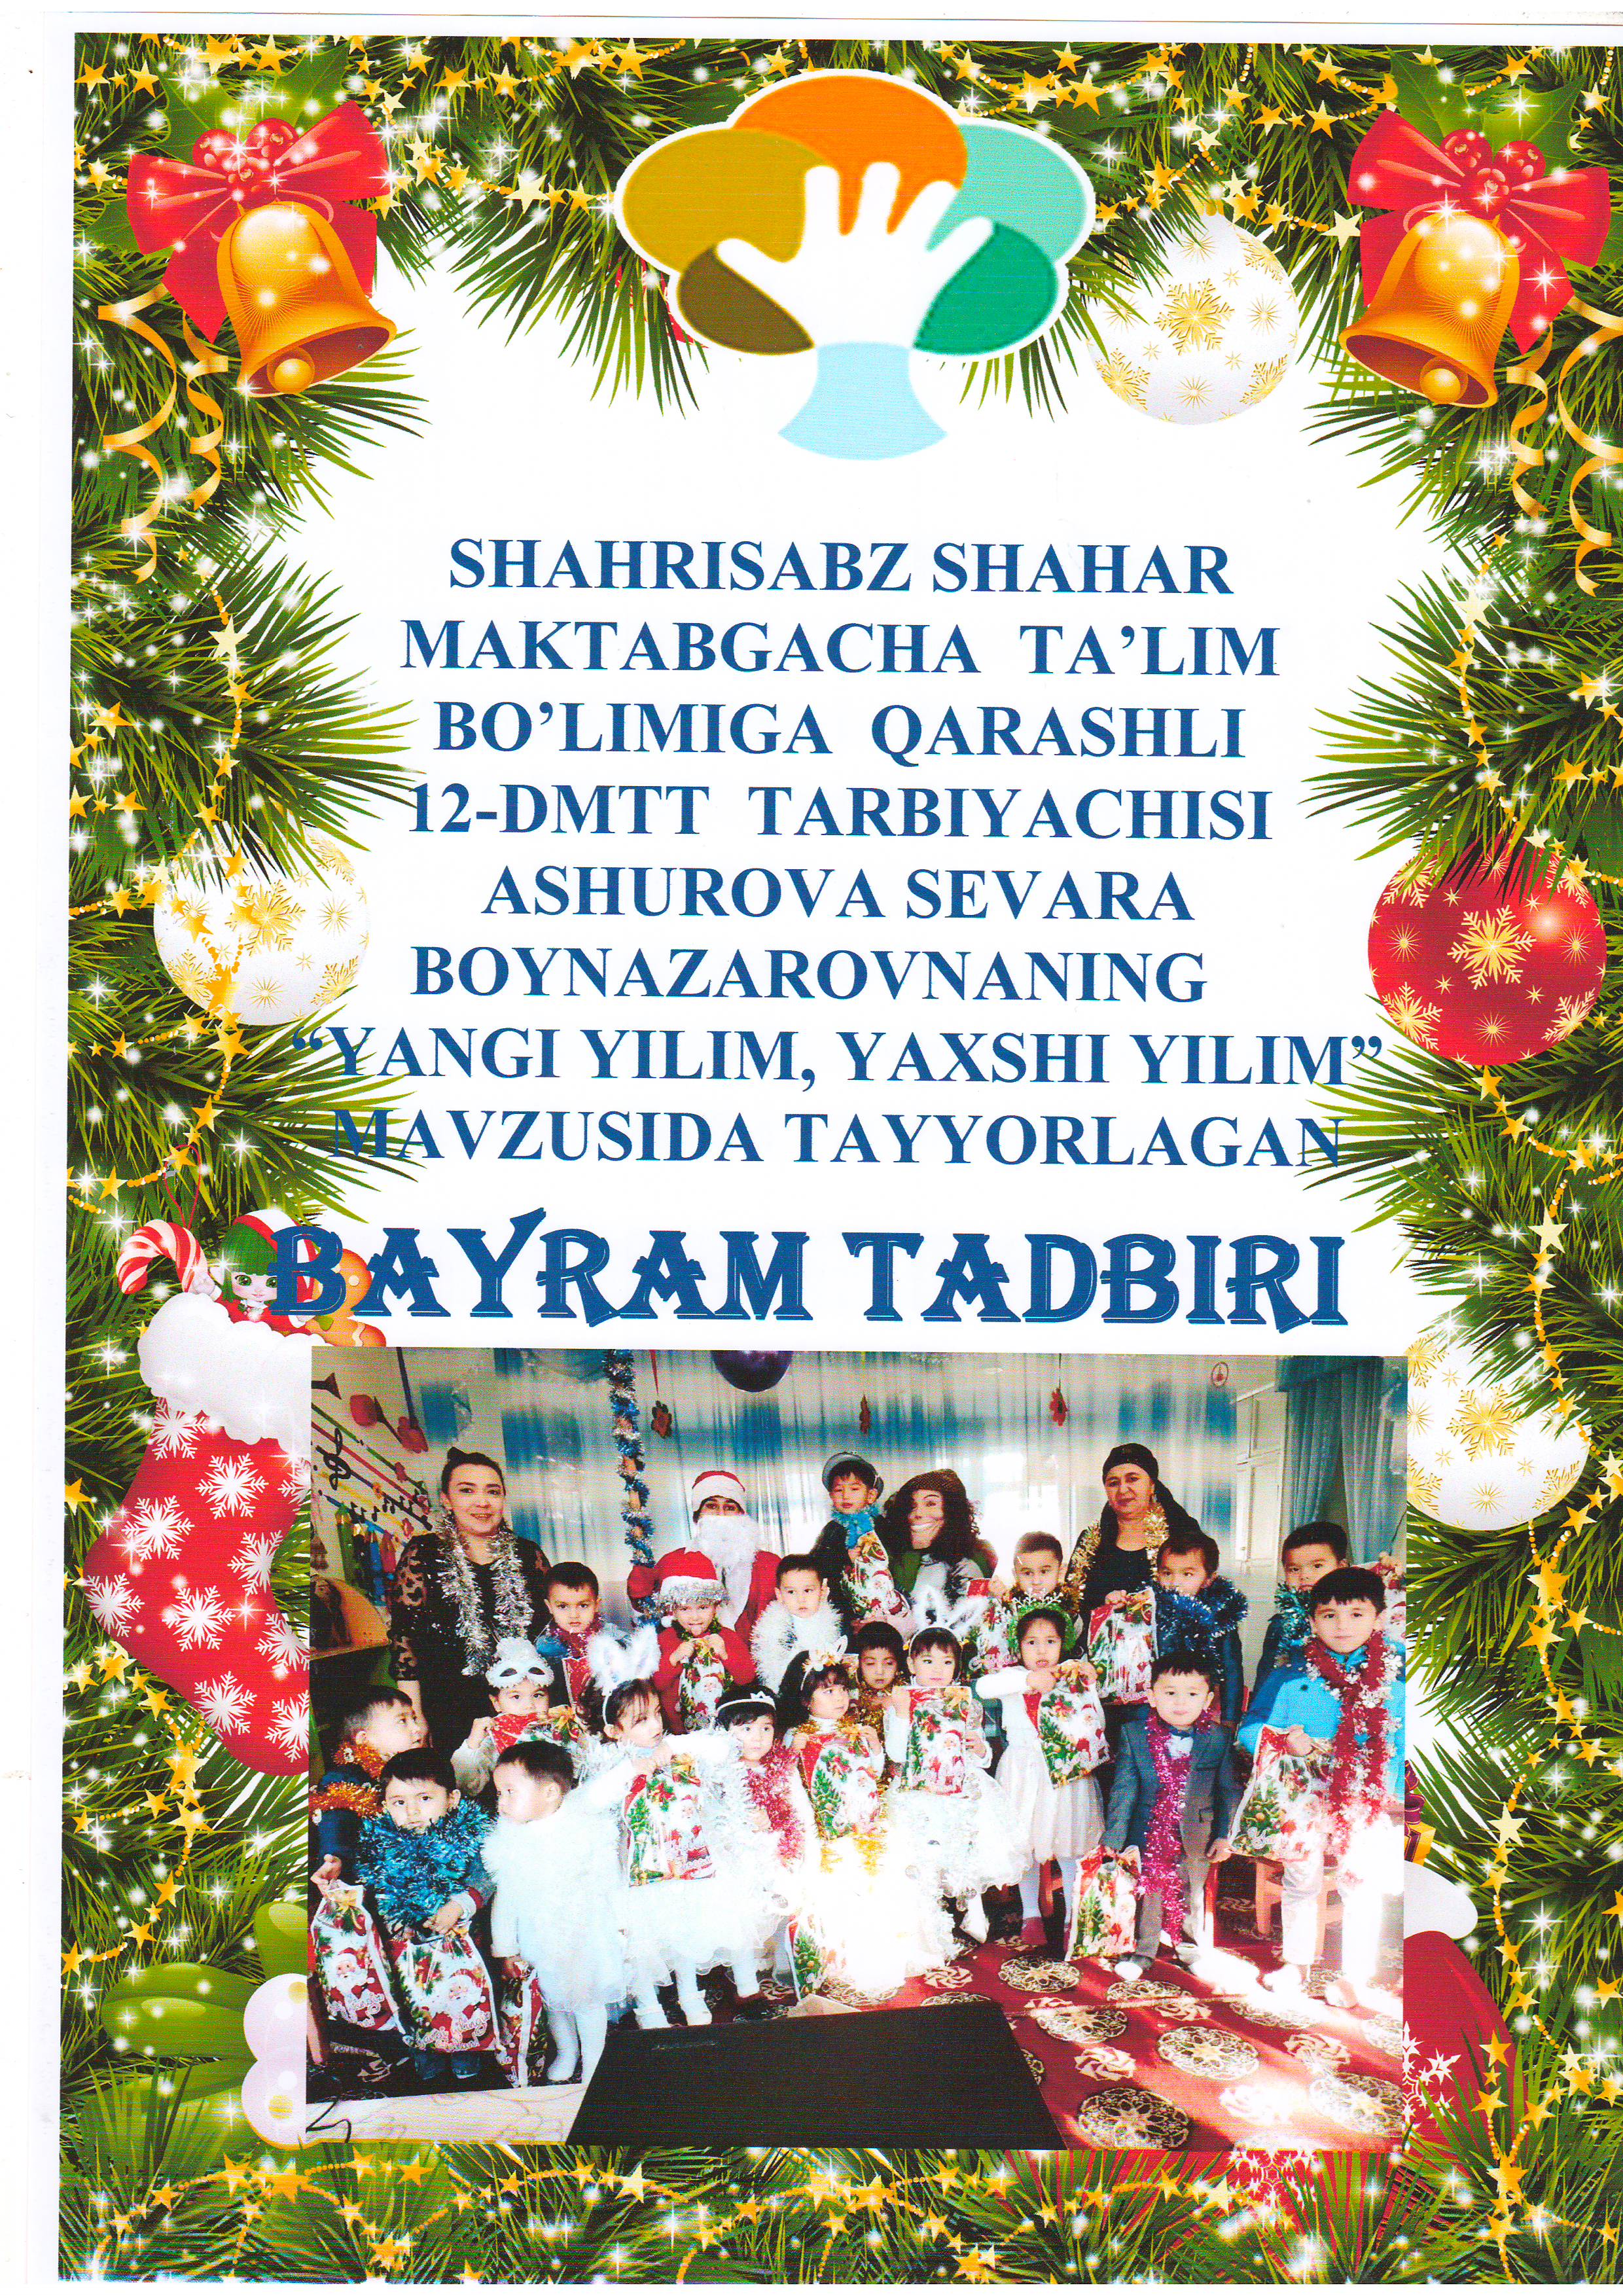 SHAHRISABZ SHAHAR
MAKTABGACHA TA’LIM
BO’LIMIGA QARASHLI
12-DMTT TARBIYACHISI
ASHUROVA SEVARA
BOYNAZAROVNANING
“YANGI YILIM, YAXSHI YILIM”
MAVZUSIDA TAYYORLAGAN
BAYRAM TADBIRI